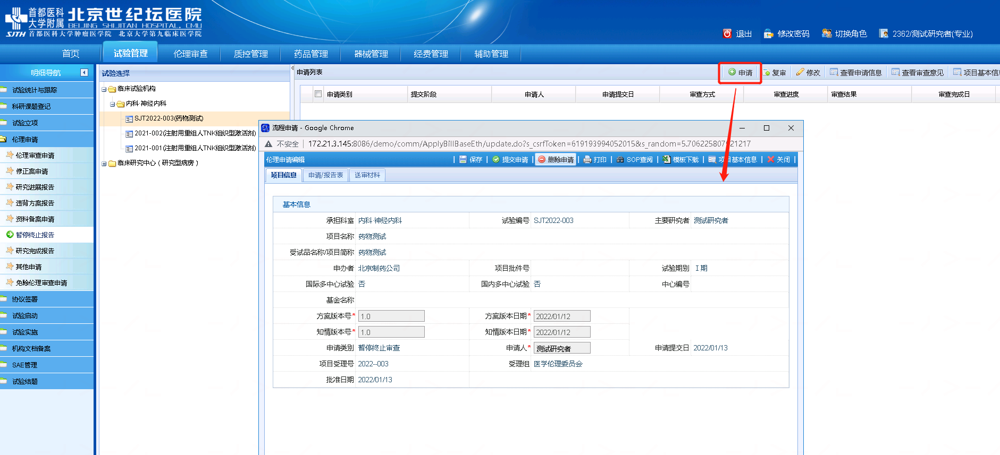 首都医科
大学附属
北京世纪坛医院
BEIJING SHIJITAN HOSPITAL, CMU
SJTH 首都医科大学肿瘤医学院 北京大学第九临床医学院
退出 修改密码 切换角色 2362/测试研究者(专业)
首页 试验管理 伦理审查 质控管理 药品管理 器械管理 经费管理 辅助管理
明细导航
试验统计与跟踪
科研课题登记
试验立项
伦理申请
伦理审查申请
修正案申请
研究进展报告
违背方案报告
资料备案申请
暂停终止报告
研究完成报告
其他申请
免除伦理审查申请
协议签署
试验启动
试验实施
机构文档备案
SAE管理
试验结题
试验选择
临床试验机构
内科·神经内科
SJT2022-003(药物测试)
2021-002(注射用重组人TNK组织型激活剂)
2021-001(注射用重组人TNK组织型激活剂)
临床研究中心（研究型病房）
申请列表 申请 复审 修改 查看申请信息 查看审查意见 项目基本信
申请类别 提交阶段 申请人 申请提交日 审查方式 审查进度 审查结果 审查完成日
流程申请 - Google Chrome
不安全 172.21.3.145:8086/demo/comm/ApplyBillBaseEth/update.do?s_csrfToken=619193994052015&s_random=5.706225807921217
伦理申请编辑 保存 提交申请 删除申请 打印 SOP查阅 模板下载 项目基本信息 关闭
项目信息 申请/报告表 送审材料
基本信息
承担科室 内科·神经内科 试验编号 SJT2022-003 主要研究者 测试研究者
项目名称 药物测试
受试品名称/项目简称 药物测试
申办者 北京制药公司 项目批件号 试验期别 Ⅰ期
国际多中心试验 否 国内多中心试验 否 中心编号
基金名称
方案版本号* 1.0 方案版本日期* 2022/01/12
知情版本号* 1.0 知情版本日期* 2022/01/12
申请类别 暂停终止审查 申请人* 测试研究者 申请提交日 2022/01/13
项目受理号 2022--003 受理组 医学伦理委员会
批准日期 2022/01/13